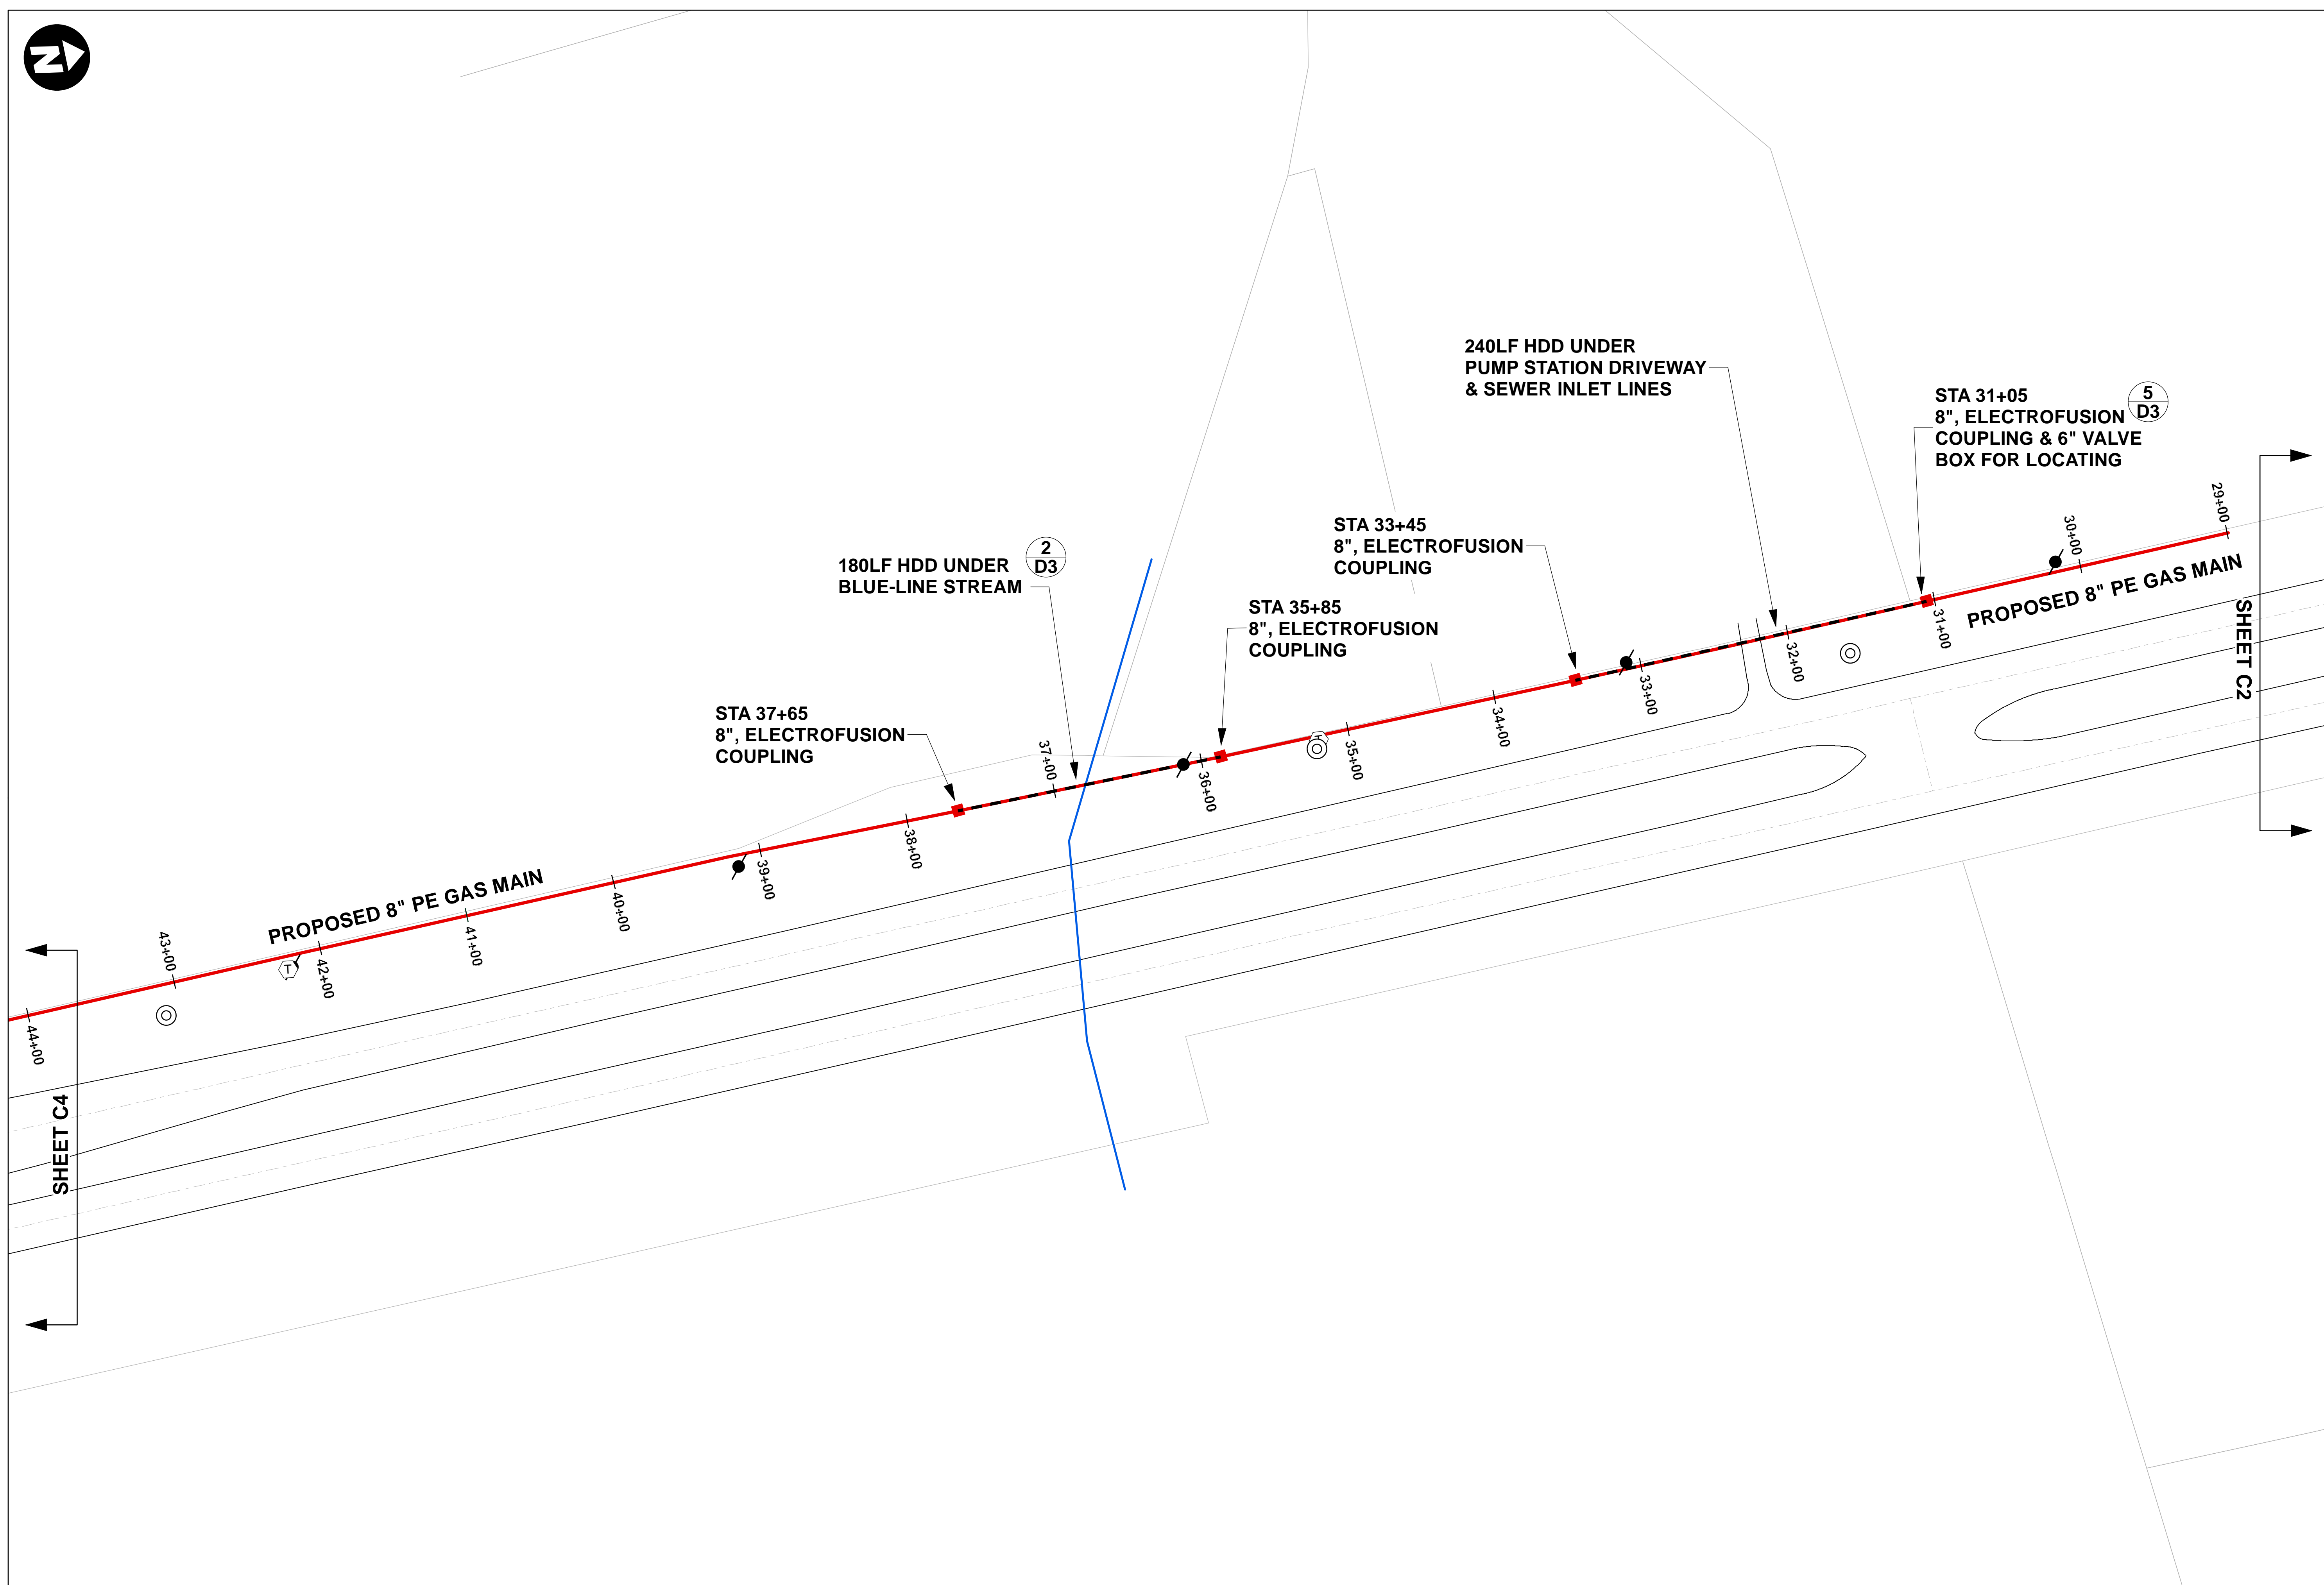 N
240LF HDD UNDER
PUMP STATION DRIVEWAY
& SEWER INLET LINES
STA 31+05
8", ELECTROFUSION
COUPLING & 6" VALVE
BOX FOR LOCATING
5
D3
STA 33+45
8", ELECTROFUSION
COUPLING
180LF HDD UNDER
BLUE-LINE STREAM
2
D3
STA 35+85
8", ELECTROFUSION
COUPLING
STA 37+65
8", ELECTROFUSION
COUPLING
29+00
30+00
PROPOSED 8" PE GAS MAIN
31+00
32+00
33+00
34+00
35+00
36+00
37+00
38+00
39+00
40+00
41+00
42+00
43+00
44+00
PROPOSED 8" PE GAS MAIN
T
SHEET C2
SHEET C4